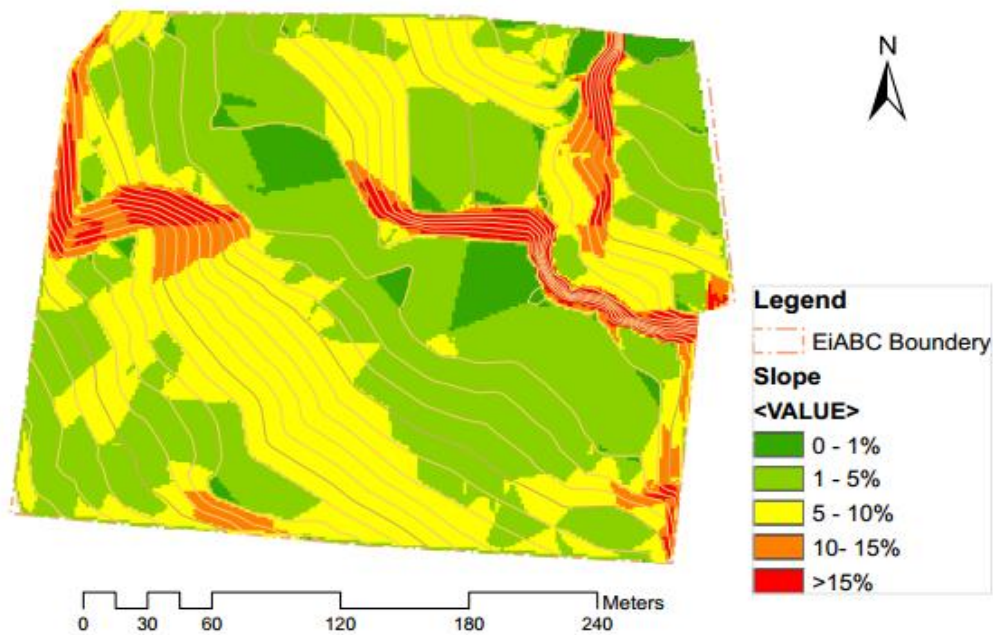 N
Legend
EiABC Boundary
Slope
<VALUE>
0 - 1%
1 - 5%
5 - 10%
10- 15%
>15%
Meters
0 30 60 120 180 240